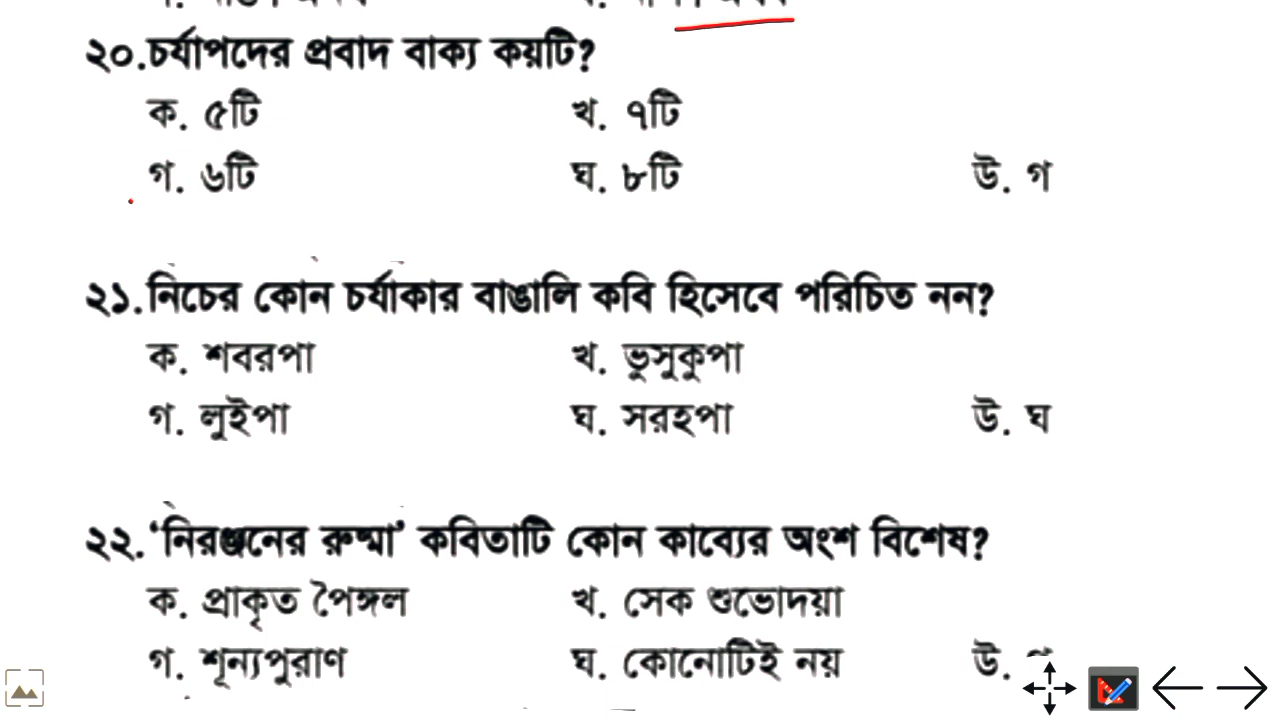 ২০.চর্যাপদের প্রবাদ বাক্য কয়টি?
ক. ৫টি খ. ৭টি
গ. ৬টি ঘ. ৮টি উ. গ
২১.নিচের কোন চর্যাকার বাঙালি কবি হিসেবে পরিচিত নন?
ক. শবরপা খ. ভুসুকুপা
গ. লুইপা ঘ. সরহপা উ. ঘ
২২. ‘নিরঞ্জনের রুষ্মা’ কবিতাটি কোন কাব্যের অংশ বিশেষ?
ক. প্রাকৃত পৈঙ্গল খ. সেক শুভোদয়া
গ. শূন্যপুরাণ ঘ. কোনোটিই নয় উ.